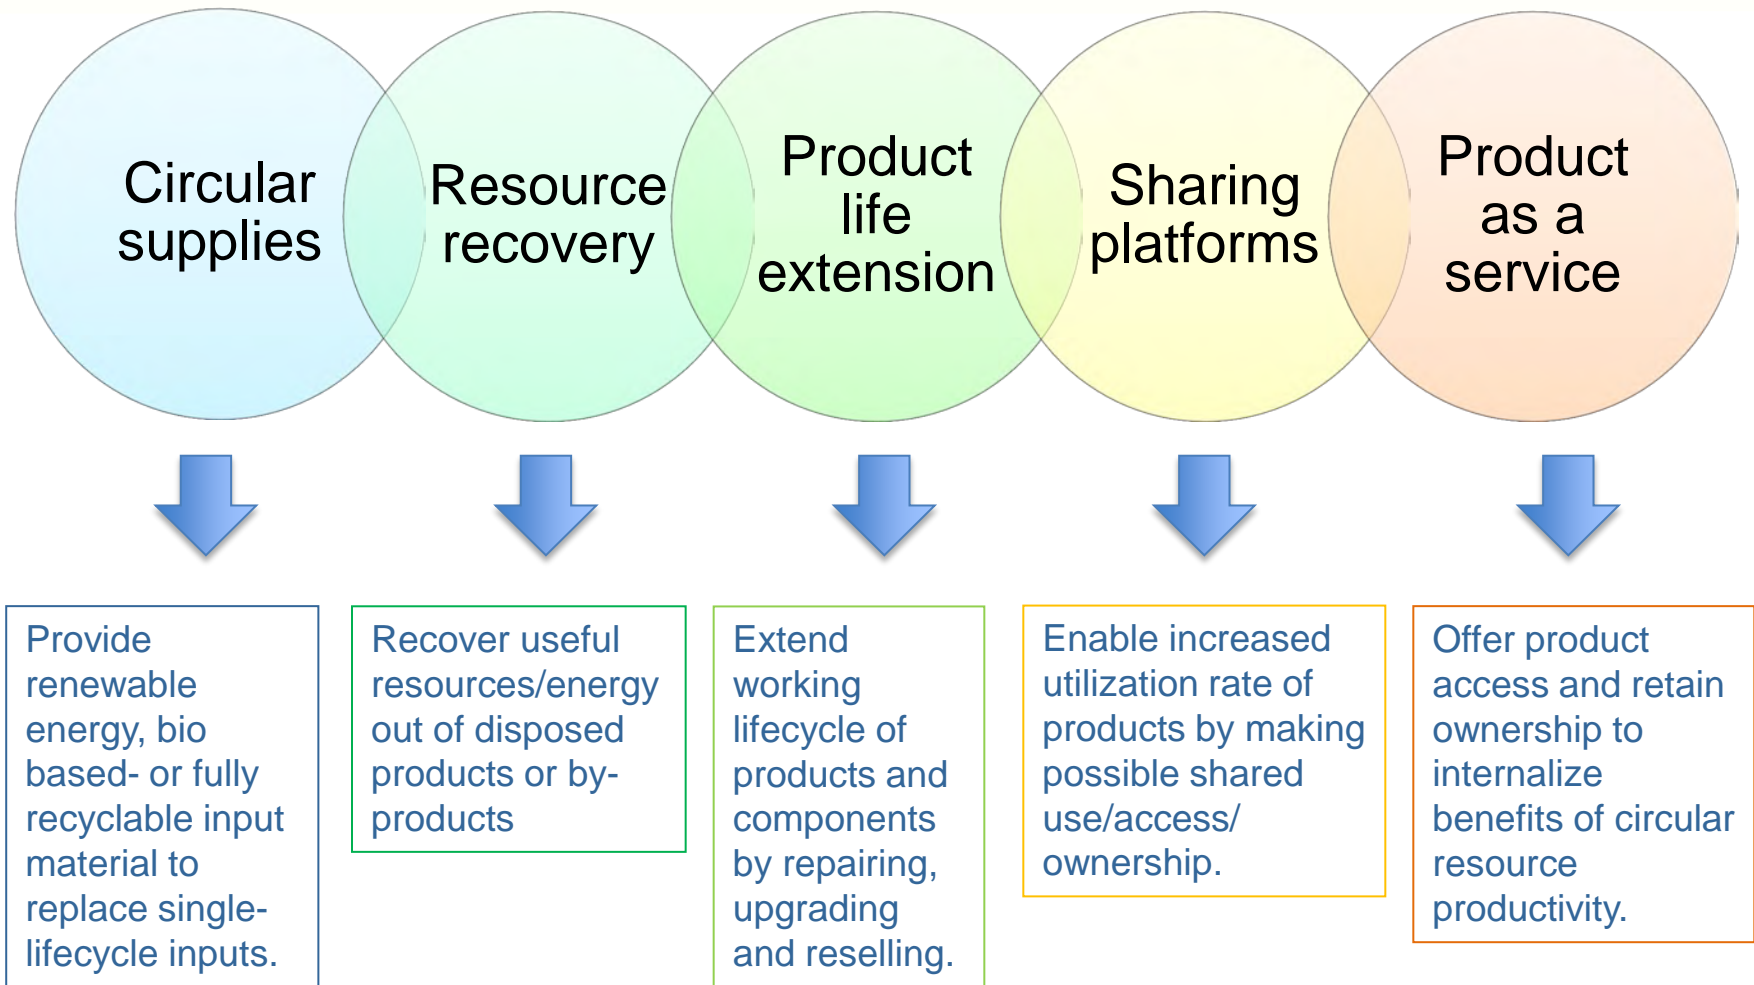 Circular
supplies
Resource
recovery
Product
life
extension
Sharing
platforms
Product
as a
service
Provide
renewable
energy, bio
based- or fully
recyclable input
material to
replace single-
lifecycle inputs.
Recover useful
resources/energy
out of disposed
products or by-
products
Extend
working
lifecycle of
products and
components
by repairing,
upgrading
and reselling.
Enable increased
utilization rate of
products by making
possible shared
use/access/
ownership.
Offer product
access and retain
ownership to
internalize
benefits of circular
resource
productivity.